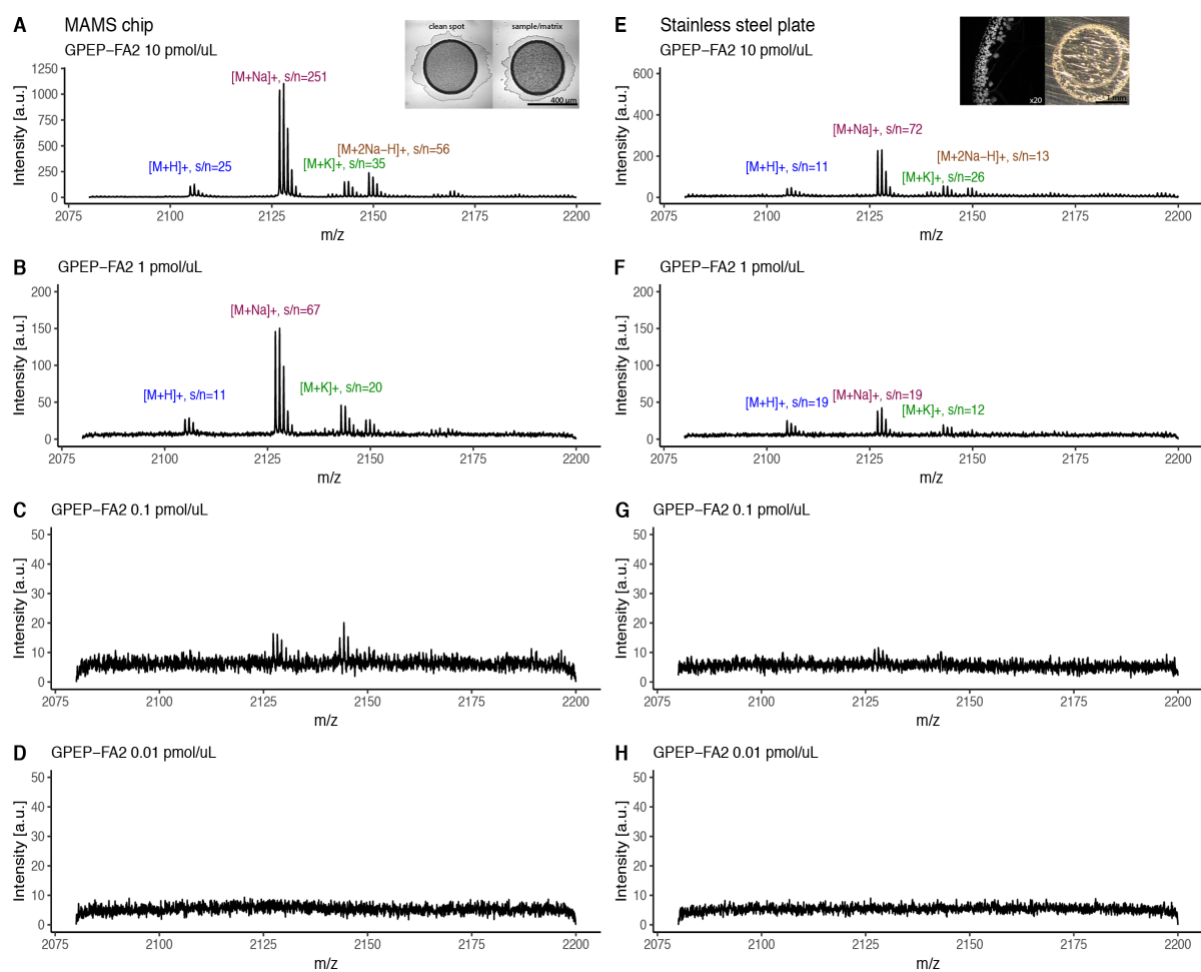 A MAMS chip
GPEP−FA2 10 pmol/uL
clean spot
sample/matrix
400 µm
1250
1000
750
500
250
0
Intensity [a.u.]
[M+H]+, s/n=25
[M+Na]+, s/n=251
[M+K]+, s/n=35
[M+2Na−H]+, s/n=56
2075 2100 2125 2150 2175 2200
m/z
E Stainless steel plate
GPEP−FA2 10 pmol/uL
x20
1 mm
600
400
200
0
Intensity [a.u.]
[M+H]+, s/n=11
[M+Na]+, s/n=72
[M+2Na−H]+, s/n=13
[M+K]+, s/n=26
2075 2100 2125 2150 2175 2200
m/z
B GPEP−FA2 1 pmol/uL
200
150
100
50
0
Intensity [a.u.]
[M+H]+, s/n=11
[M+Na]+, s/n=67
[M+K]+, s/n=20
2075 2100 2125 2150 2175 2200
m/z
F GPEP−FA2 1 pmol/uL
200
150
100
50
0
Intensity [a.u.]
[M+H]+, s/n=19
[M+Na]+, s/n=19
[M+K]+, s/n=12
2075 2100 2125 2150 2175 2200
m/z
C GPEP−FA2 0.1 pmol/uL
50
40
30
20
10
0
Intensity [a.u.]
2075 2100 2125 2150 2175 2200
m/z
G GPEP−FA2 0.1 pmol/uL
50
40
30
20
10
0
Intensity [a.u.]
2075 2100 2125 2150 2175 2200
m/z
D GPEP−FA2 0.01 pmol/uL
50
40
30
20
10
0
Intensity [a.u.]
2075 2100 2125 2150 2175 2200
m/z
H GPEP−FA2 0.01 pmol/uL
50
40
30
20
10
0
Intensity [a.u.]
2075 2100 2125 2150 2175 2200
m/z